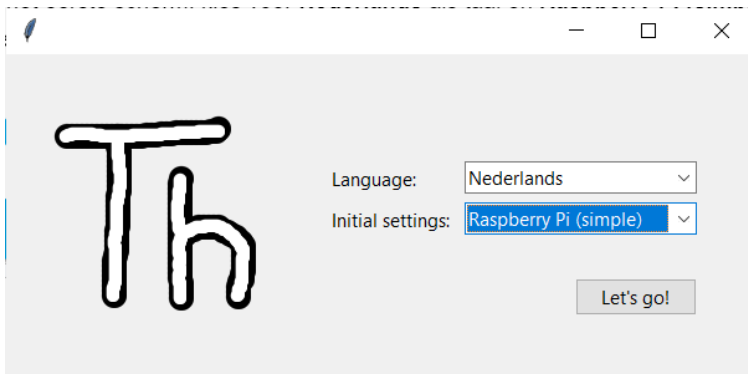 Th
Language: Nederlands
Initial settings: Raspberry Pi (simple)
Let's go!